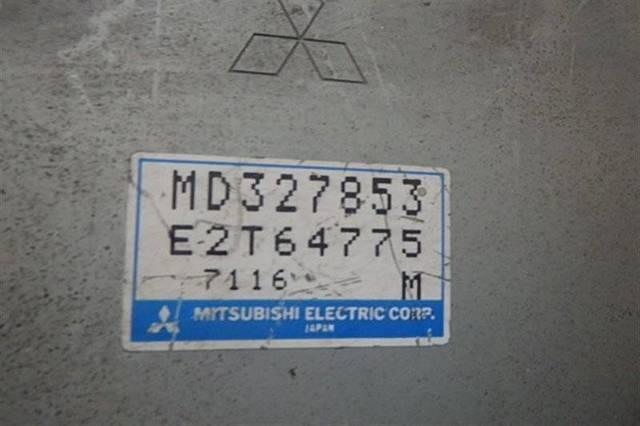 MD327853
E2T64775
7116 M
MITSUBISHI ELECTRIC CORP.
JAPAN